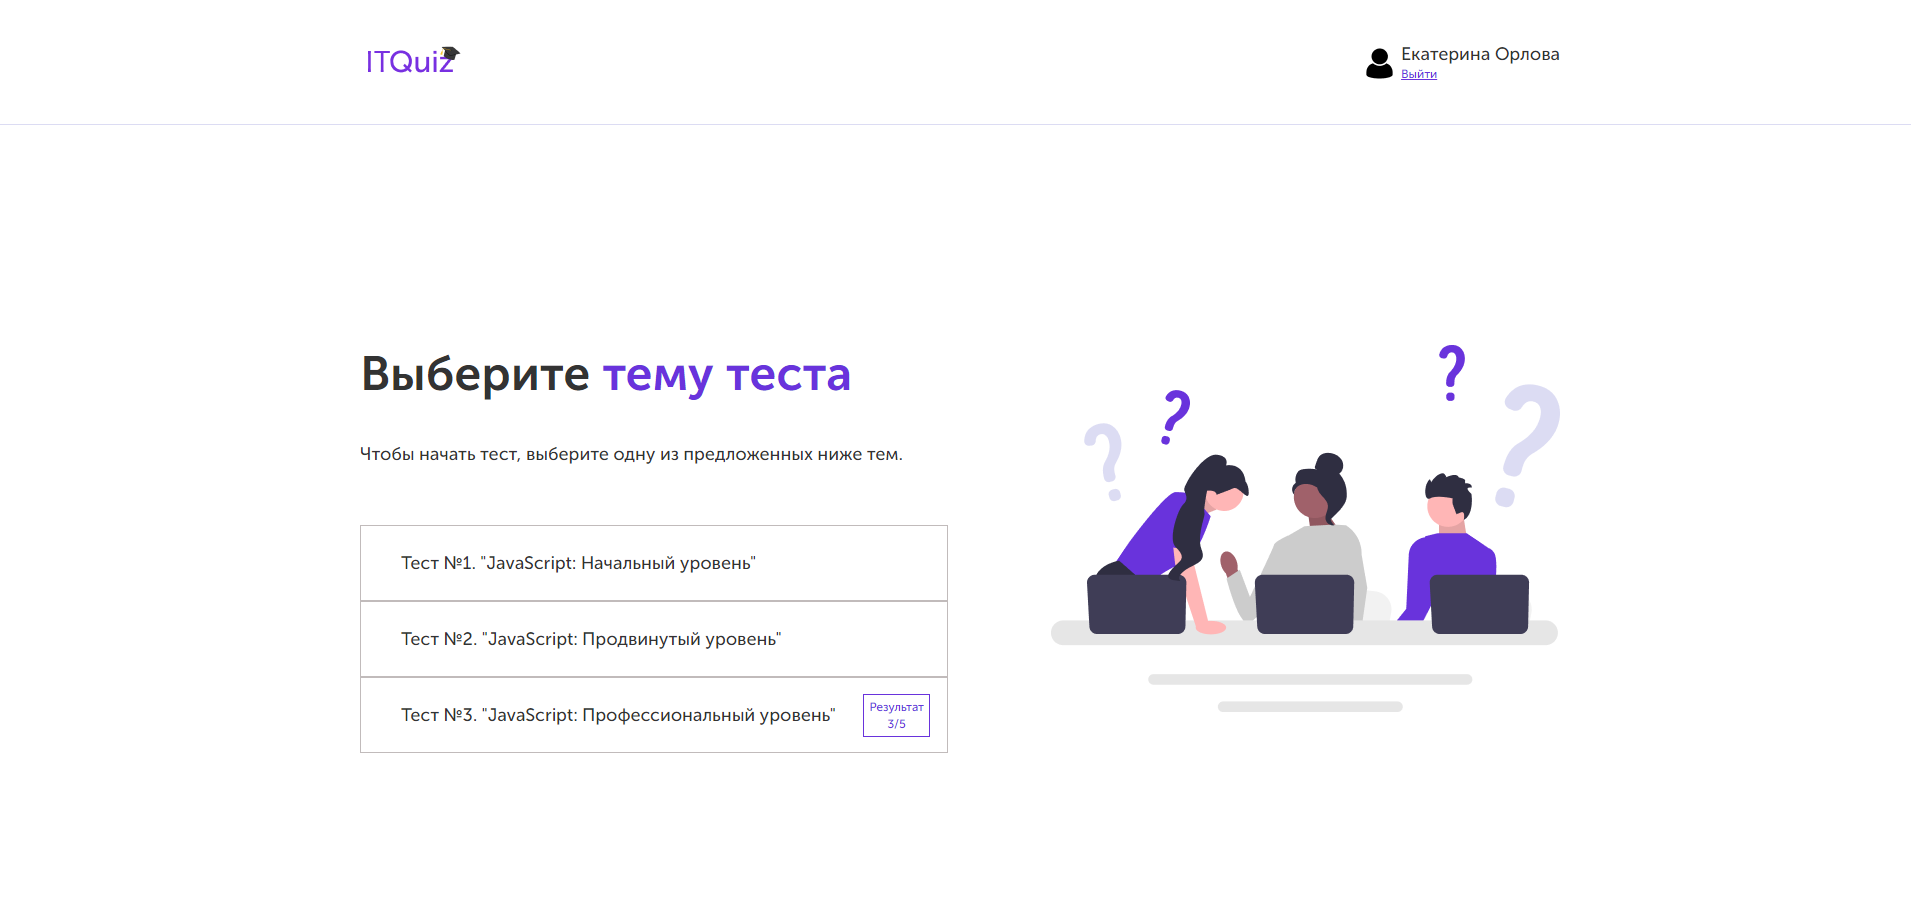 ITQuiz
Екатерина Орлова
Выйти
Выберите тему теста
Чтобы начать тест, выберите одну из предложенных ниже тем.
Тест №1. "JavaScript: Начальный уровень"
Тест №2. "JavaScript: Продвинутый уровень"
Тест №3. "JavaScript: Профессиональный уровень"
Результат
3/5